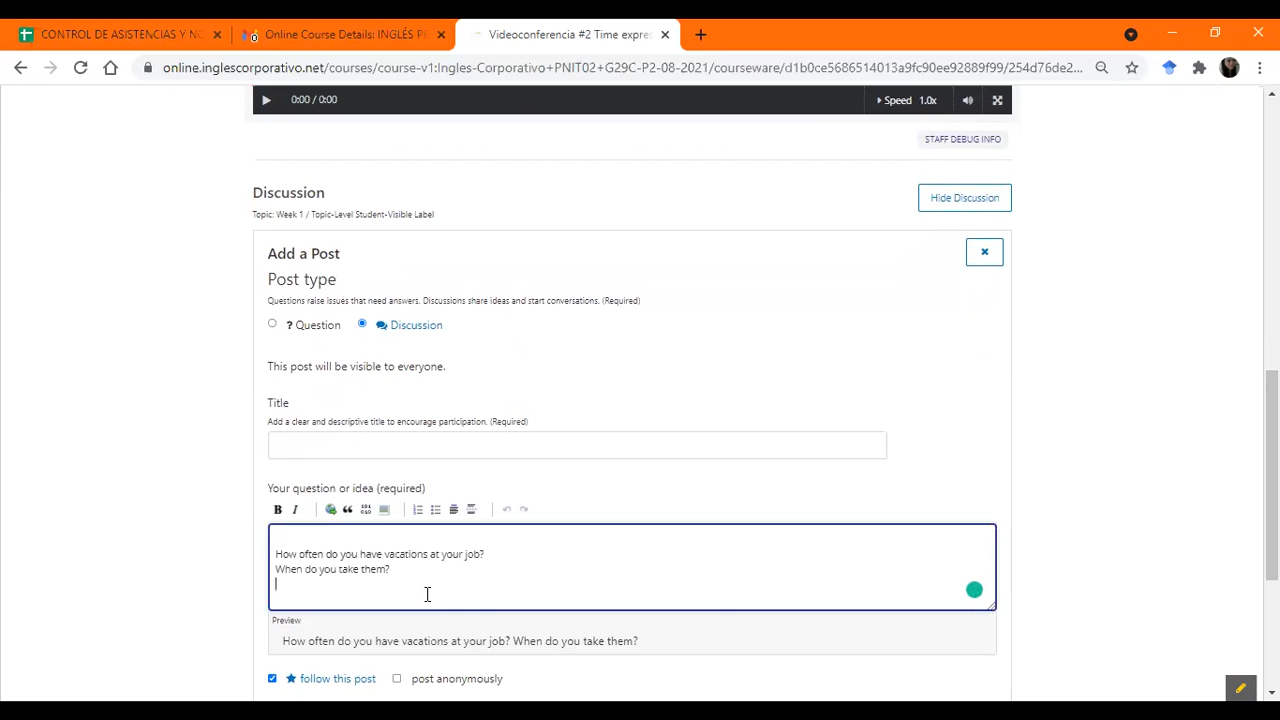 CONTROL DE ASISTENCIAS Y NO
Online Course Details: INGLÉS PR
Videoconferencia #2 Time expre
online.inglescorporativo.net/courses/course-v1:Ingles-Corporativo+PNIT02+G29C-P2-08-2021/courseware/d1b0ce5686514013a9fc90ee92889f99/254d76de2...
0:00 / 0:00
Speed 1.0x
STAFF DEBUG INFO
Discussion
Hide Discussion
Topic: Week 1 / Topic-Level Student-Visible Label
Add a Post
Post type
Questions raise issues that need answers. Discussions share ideas and start conversations. (Required)
? Question
Discussion
This post will be visible to everyone.
Title
Add a clear and descriptive title to encourage participation. (Required)
Your question or idea (required)
B I
How often do you have vacations at your job?
When do you take them?
Preview
How often do you have vacations at your job? When do you take them?
follow this post
post anonymously